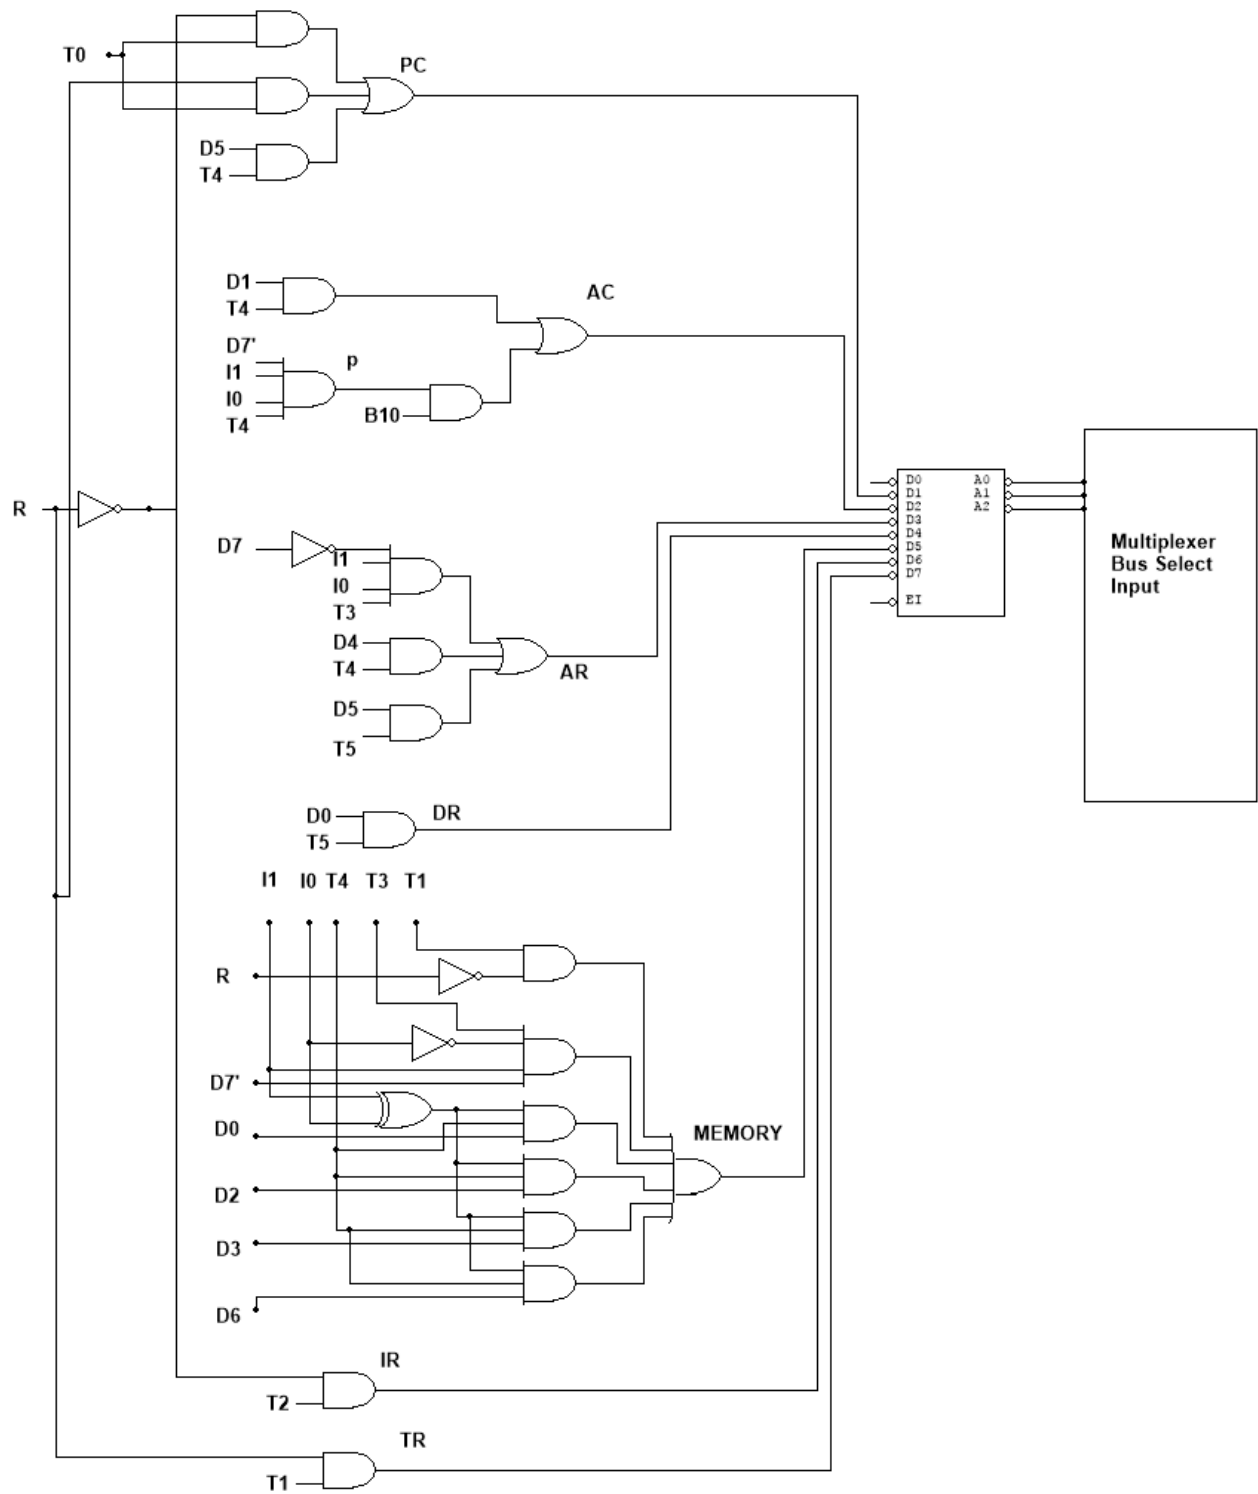 T0
PC
D5
T4
D1
T4
AC
D7'
I1
p
I0
T4
B10
R
D7
I1
I0
T3
D4
T4
AR
D5
T5
D0 A0
D1 A1
D2 A2
D3
D4
D5
D6
D7
EI
Multiplexer
Bus Select
Input
D0
DR
T5
I1 I0 T4 T3 T1
R
D7'
D0
MEMORY
D2
D3
D6
IR
T2
TR
T1